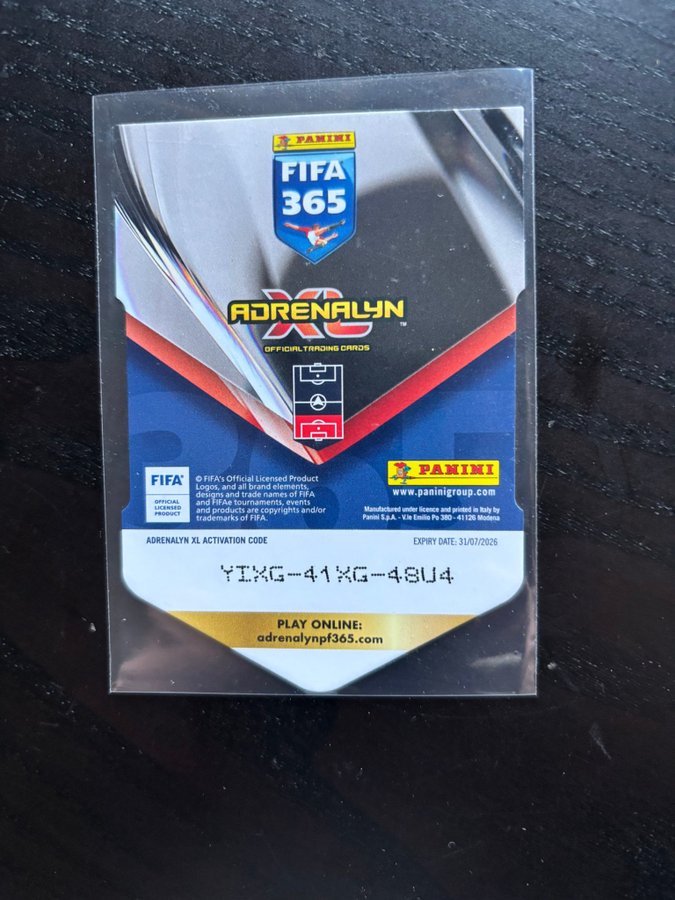 PANINI
FIFA
365
ADRENALYN
XL
™
OFFICIAL TRADING CARDS
PANINI
www.paninigroup.com
FIFA®
OFFICIAL
LICENSED
PRODUCT
© FIFA's Official Licensed Product
Logos, and all brand elements,
designs and trade names of FIFA
and FIFAe tournaments, events
and products are copyrights and/or
trademarks of FIFA.
Manufactured under licence and printed in Italy by
Panini S.p.A. - V.le Emilio Po 380 - 41126 Modena
ADRENALYN XL ACTIVATION CODE
EXPIRY DATE: 31/07/2026
YIXG-41XG-48U4
PLAY ONLINE:
adrenalynpf365.com